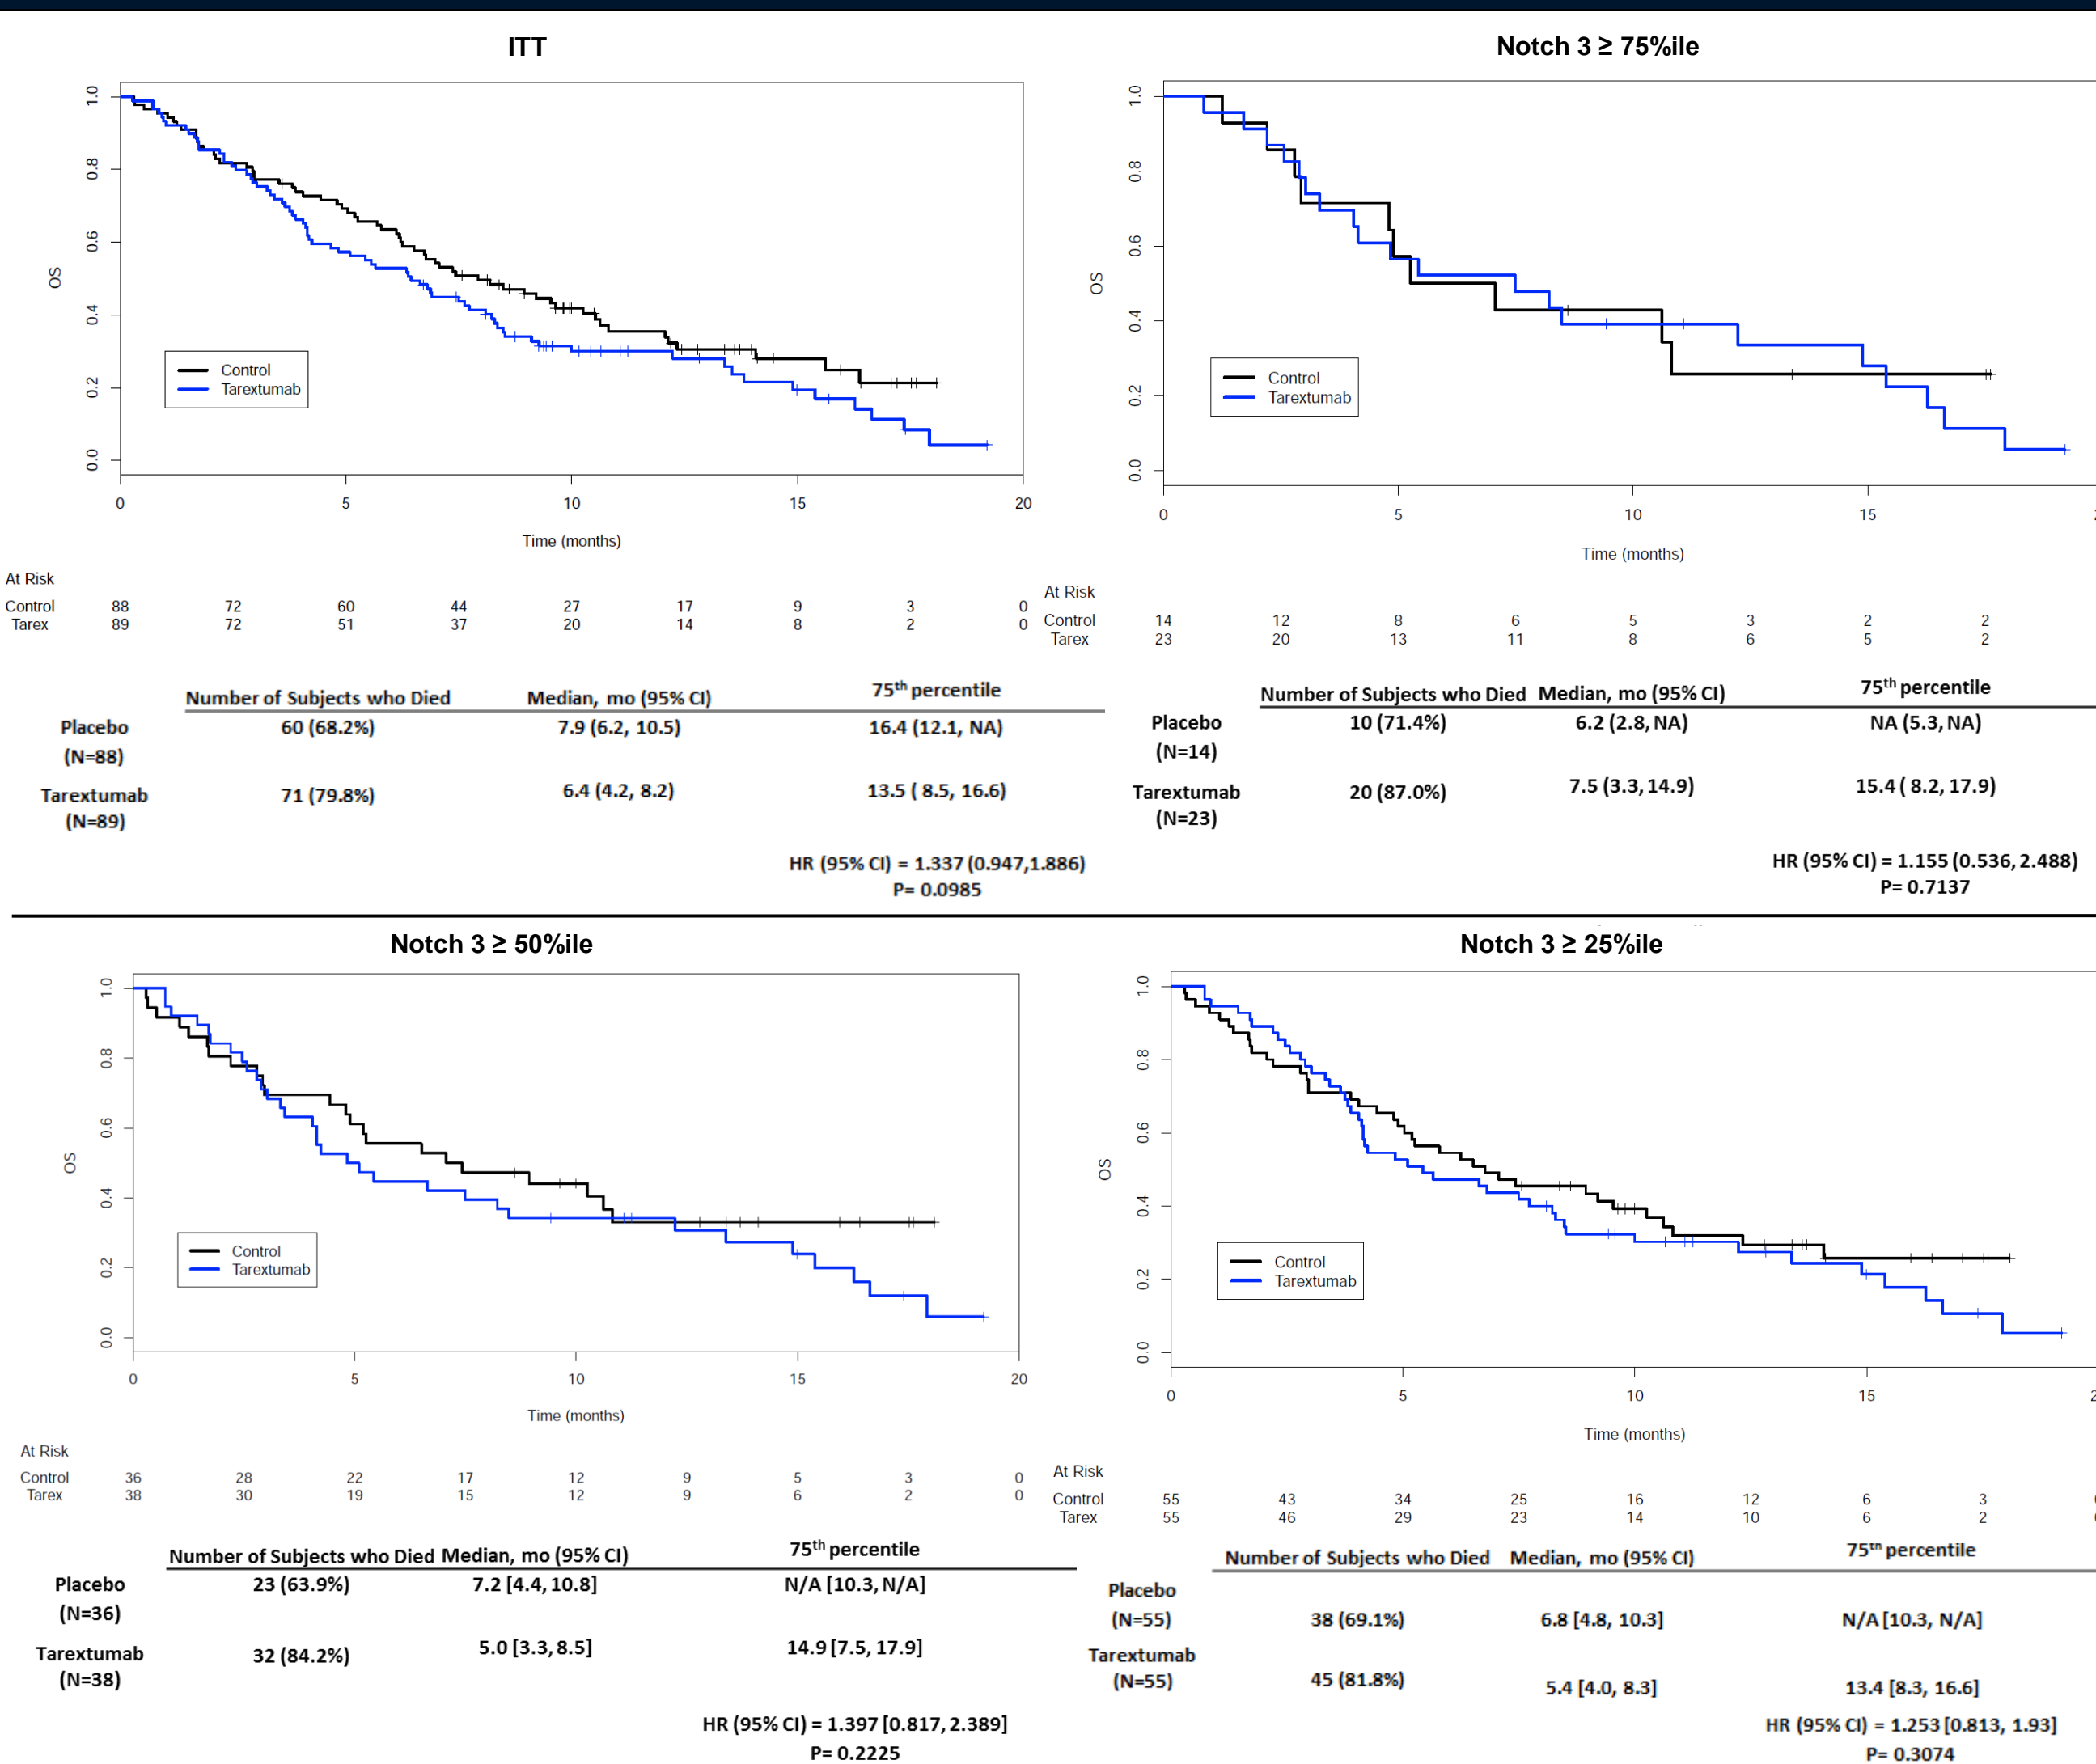 ITT
1.0
0.8
0.6
0.4
0.2
0.0
OS
Control
Tarextumab
0 5 10 15 20
Time (months)
At Risk
Control 88 72 60 44 27 17 9 3 0
Tarex 89 72 51 37 20 14 8 2 0
Number of Subjects who Died Median, mo (95% CI) 75th percentile
Placebo 60 (68.2%) 7.9 (6.2, 10.5) 16.4 (12.1, NA)
(N=88)
Tarextumab 71 (79.8%) 6.4 (4.2, 8.2) 13.5 ( 8.5, 16.6)
(N=89)
HR (95% CI) = 1.337 (0.947,1.886)
P= 0.0985
Notch 3 ≥ 75%ile
1.0
0.8
0.6
0.4
0.2
0.0
OS
Control
Tarextumab
0 5 10 15
Time (months)
At Risk
Control 14 12 8 6 5 3 2 2
Tarex 23 20 13 11 8 6 5 2
Number of Subjects who Died Median, mo (95% CI) 75th percentile
Placebo 10 (71.4%) 6.2 (2.8, NA) NA (5.3, NA)
(N=14)
Tarextumab 20 (87.0%) 7.5 (3.3, 14.9) 15.4 ( 8.2, 17.9)
(N=23)
HR (95% CI) = 1.155 (0.536, 2.488)
P= 0.7137
Notch 3 ≥ 50%ile
1.0
0.8
0.6
0.4
0.2
0.0
OS
Control
Tarextumab
0 5 10 15 20
Time (months)
At Risk
Control 36 28 22 17 12 9 5 3 0
Tarex 38 30 19 15 12 9 6 2 0
Number of Subjects who Died Median, mo (95% CI) 75th percentile
Placebo 23 (63.9%) 7.2 [4.4, 10.8] N/A [10.3, N/A]
(N=36)
Tarextumab 32 (84.2%) 5.0 [3.3, 8.5] 14.9 [7.5, 17.9]
(N=38)
HR (95% CI) = 1.397 [0.817, 2.389]
P= 0.2225
Notch 3 ≥ 25%ile
1.0
0.8
0.6
0.4
0.2
0.0
OS
Control
Tarextumab
0 5 10 15
Time (months)
At Risk
Control 55 43 34 25 16 12 6 3
Tarex 55 46 29 23 14 10 6 2
Number of Subjects who Died Median, mo (95% CI) 75th percentile
Placebo
(N=55) 38 (69.1%) 6.8 [4.8, 10.3] N/A [10.3, N/A]
Tarextumab
(N=55) 45 (81.8%) 5.4 [4.0, 8.3] 13.4 [8.3, 16.6]
HR (95% CI) = 1.253 [0.813, 1.93]
P= 0.3074